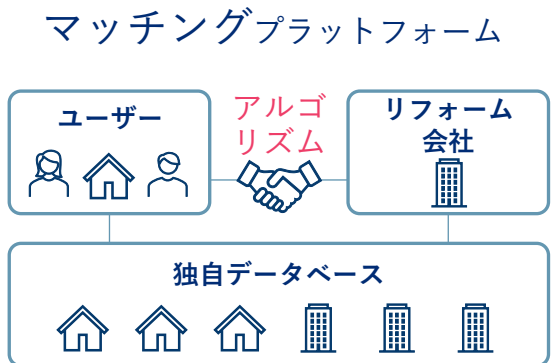 マッチングプラットフォーム
ユーザー
アルゴ
リズム
リフォーム
会社
独自データベース